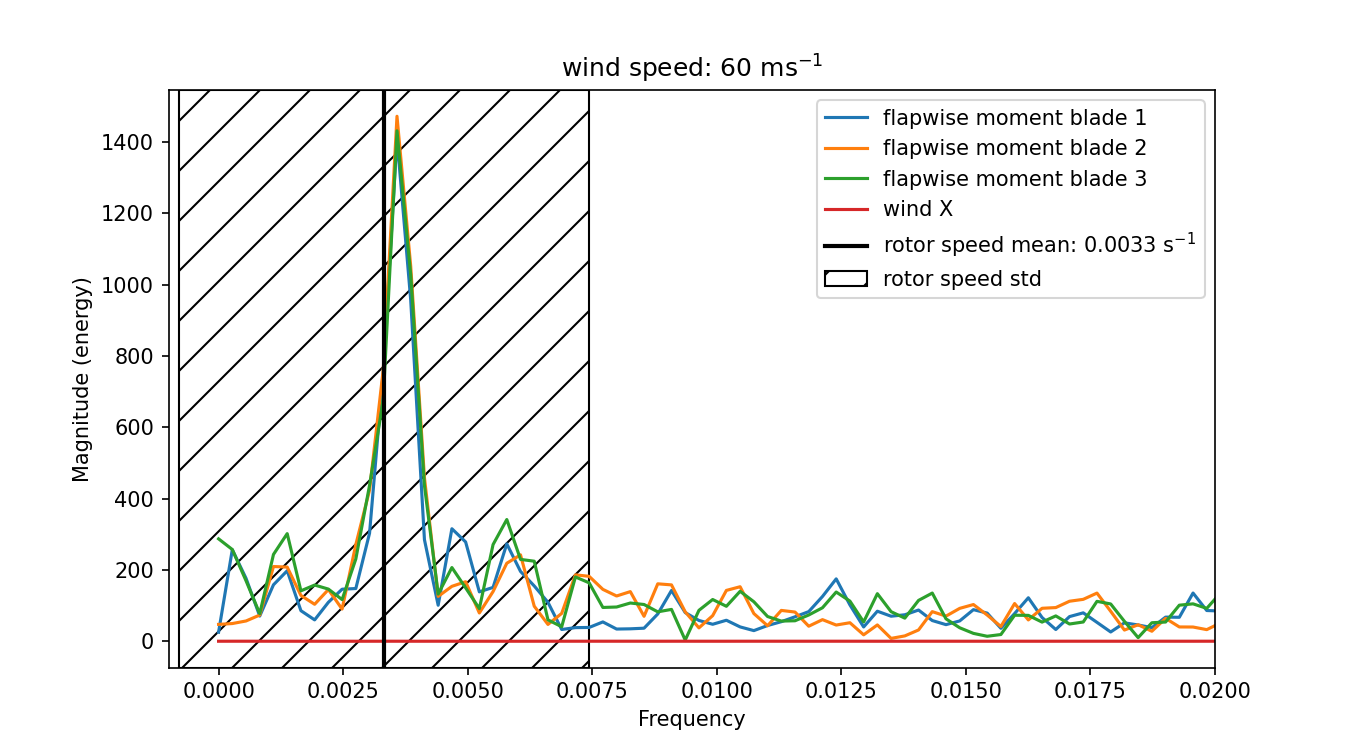 wind speed: 60 ms⁻¹
flapwise moment blade 1
flapwise moment blade 2
flapwise moment blade 3
wind X
rotor speed mean: 0.0033 s⁻¹
rotor speed std
Magnitude (energy)
1400
1200
1000
800
600
400
200
0
0.0000 0.0025 0.0050 0.0075 0.0100 0.0125 0.0150 0.0175 0.0200
Frequency